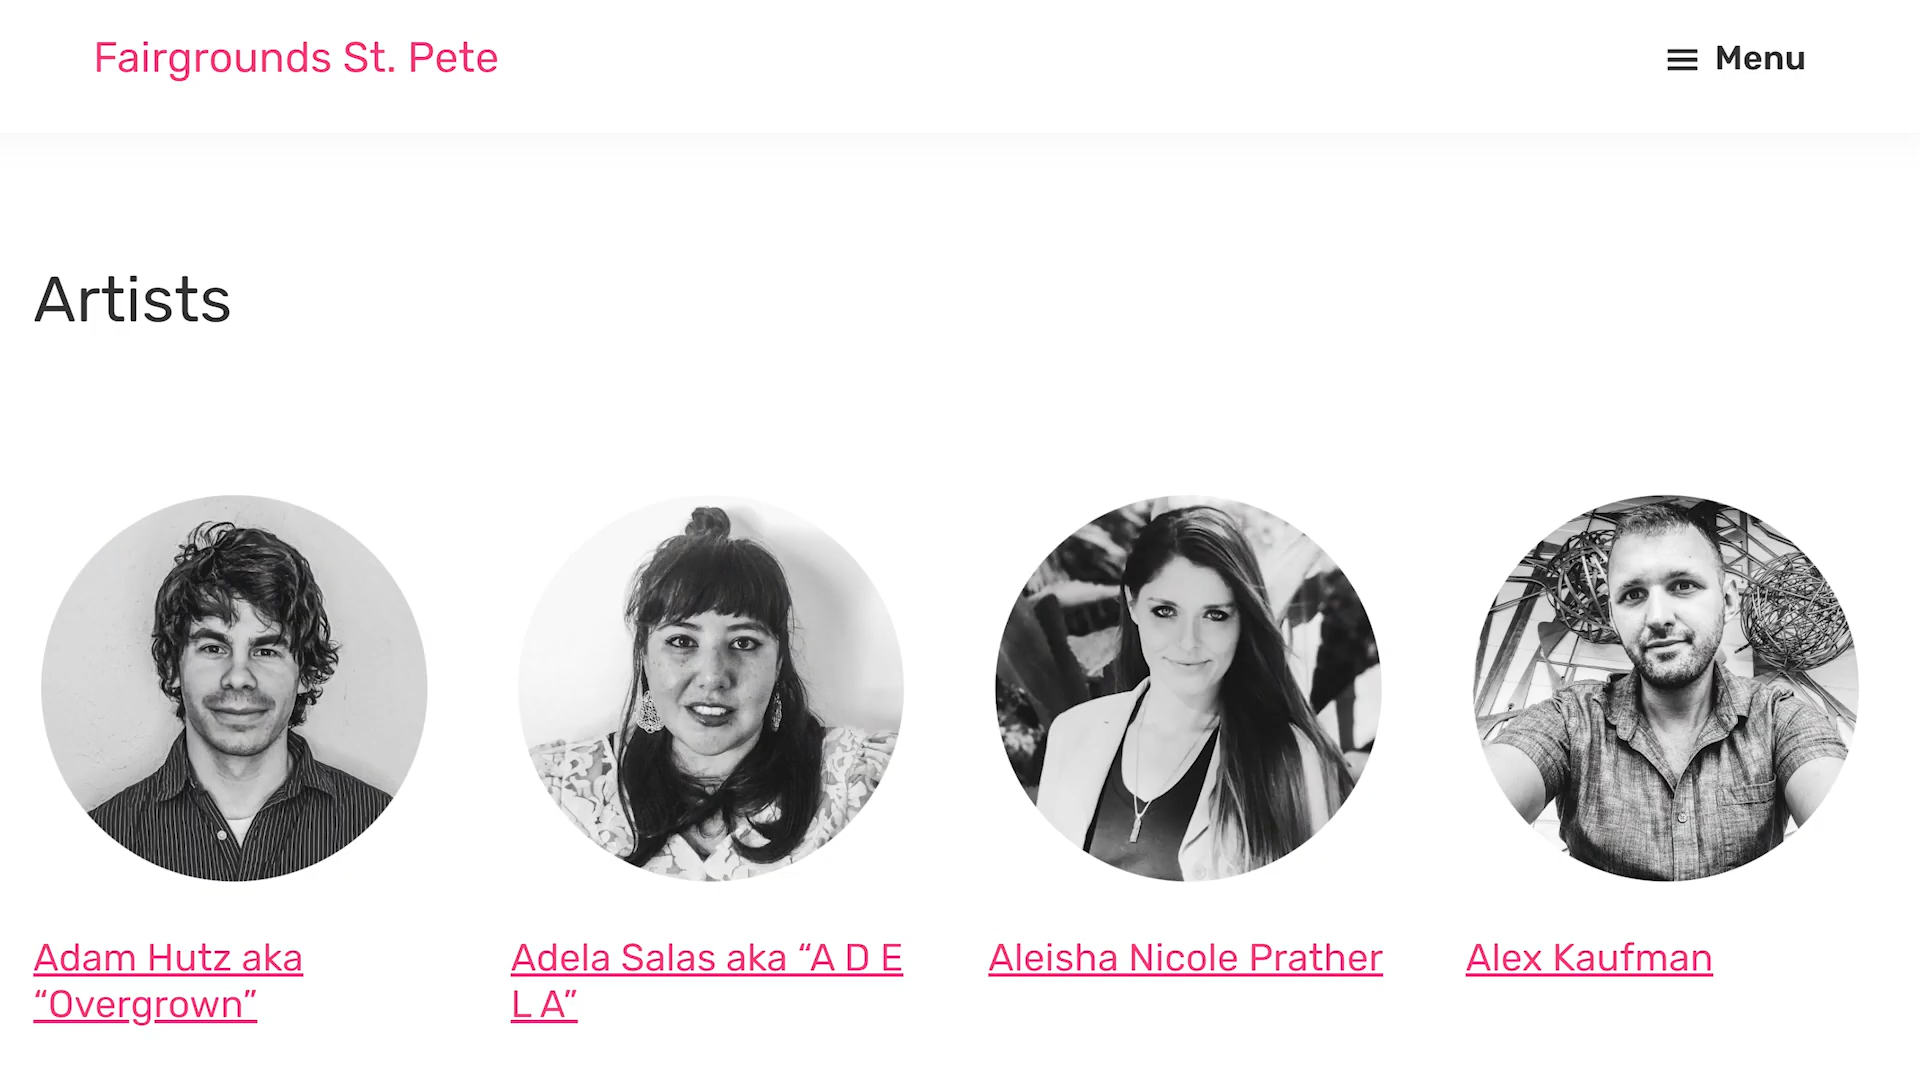 Fairgrounds St. Pete
Menu
Artists
Adam Hutz aka
“Overgrown”
Adela Salas aka “A D E
L A”
Aleisha Nicole Prather
Alex Kaufman